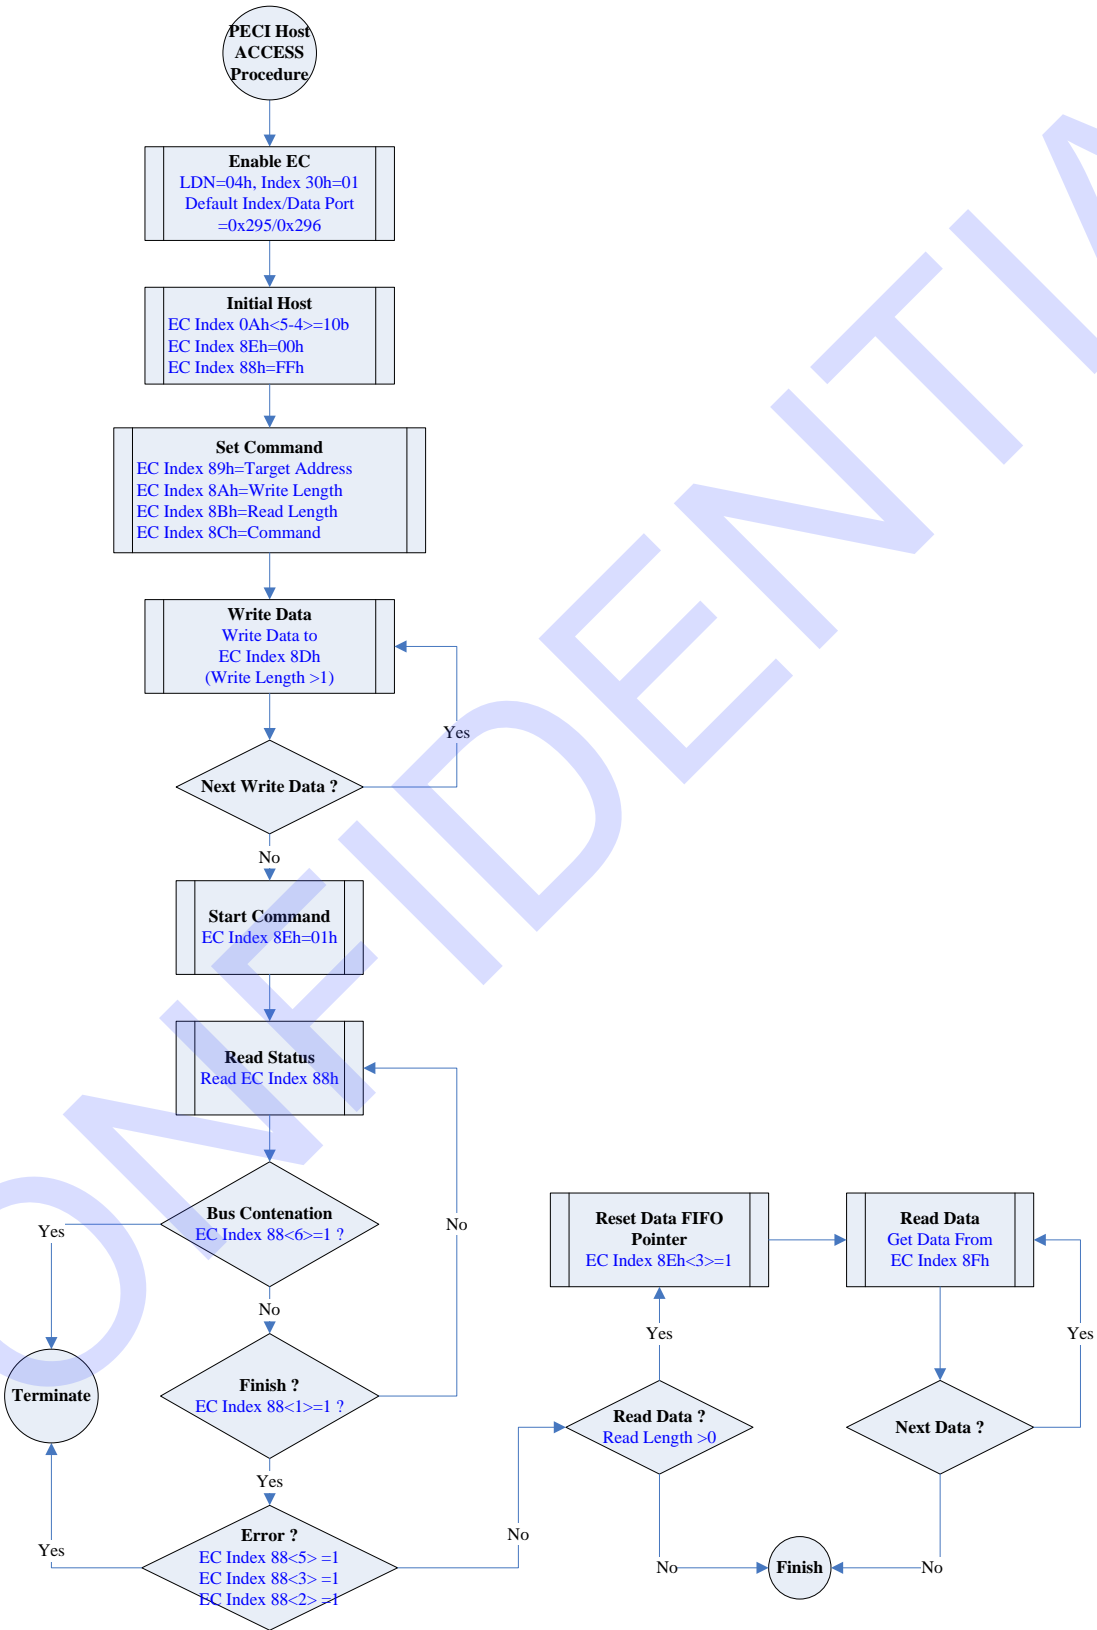 PECI Host
ACCESS
Procedure
Enable EC
LDN=04h, Index 30h=01
Default Index/Data Port
=0x295/0x296
Initial Host
EC Index 0Ah<5-4>=10b
EC Index 8Eh=00h
EC Index 88h=FFh
Set Command
EC Index 89h=Target Address
EC Index 8Ah=Write Length
EC Index 8Bh=Read Length
EC Index 8Ch=Command
Write Data
Write Data to
EC Index 8Dh
(Write Length >1)
Yes
Next Write Data ?
No
Start Command
EC Index 8Eh=01h
Read Status
Read EC Index 88h
Bus Contenation
EC Index 88<6>=1 ?
Yes
No
No
Finish ?
EC Index 88<1>=1 ?
Terminate
Yes
Error ?
EC Index 88<5> =1
EC Index 88<3> =1
EC Index 88<2> =1
Yes
No
Reset Data FIFO
Pointer
EC Index 8Eh<3>=1
Read Data
Get Data From
EC Index 8Fh
Yes
Yes
Read Data ?
Read Length >0
Next Data ?
No
Finish
No
ONFIDENTIA